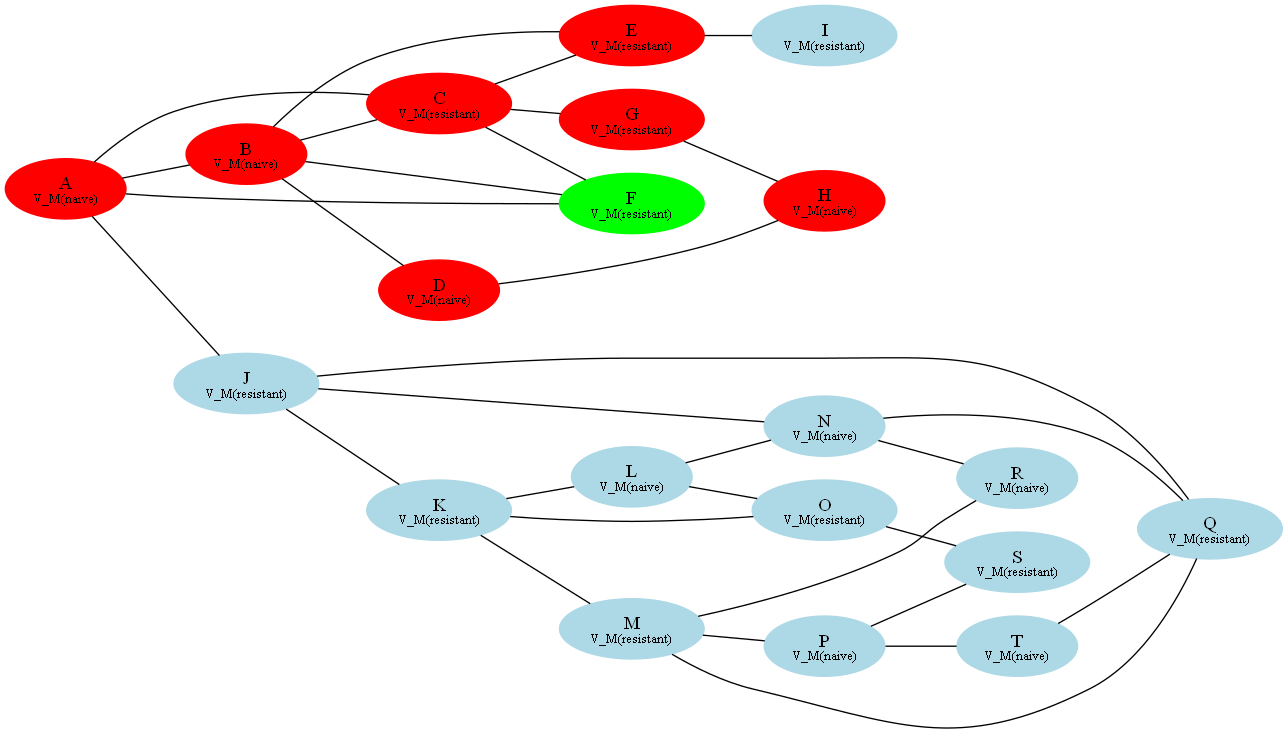 A
V_M(naive)
B
V_M(naive)
C
V_M(resistant)
E
V_M(resistant)
I
V_M(resistant)
G
V_M(resistant)
F
V_M(resistant)
H
V_M(naive)
D
V_M(naive)
J
V_M(resistant)
K
V_M(resistant)
L
V_M(naive)
M
V_M(resistant)
N
V_M(naive)
O
V_M(resistant)
P
V_M(naive)
R
V_M(naive)
S
V_M(resistant)
T
V_M(naive)
Q
V_M(resistant)